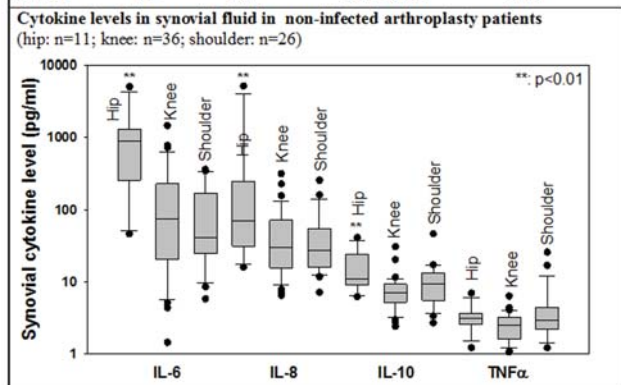 Cytokine levels in synovial fluid in non-infected arthroplasty patients
(hip: n=11; knee: n=36; shoulder: n=26)
Synovial cytokine level (pg/ml)
10000
1000
100
10
1
**: p<0.01
Hip
**
Knee
Shoulder
**
Hip
Knee
Shoulder
Hip
**
Knee
Shoulder
Hip
Knee
Shoulder
IL-6
IL-8
IL-10
TNFα